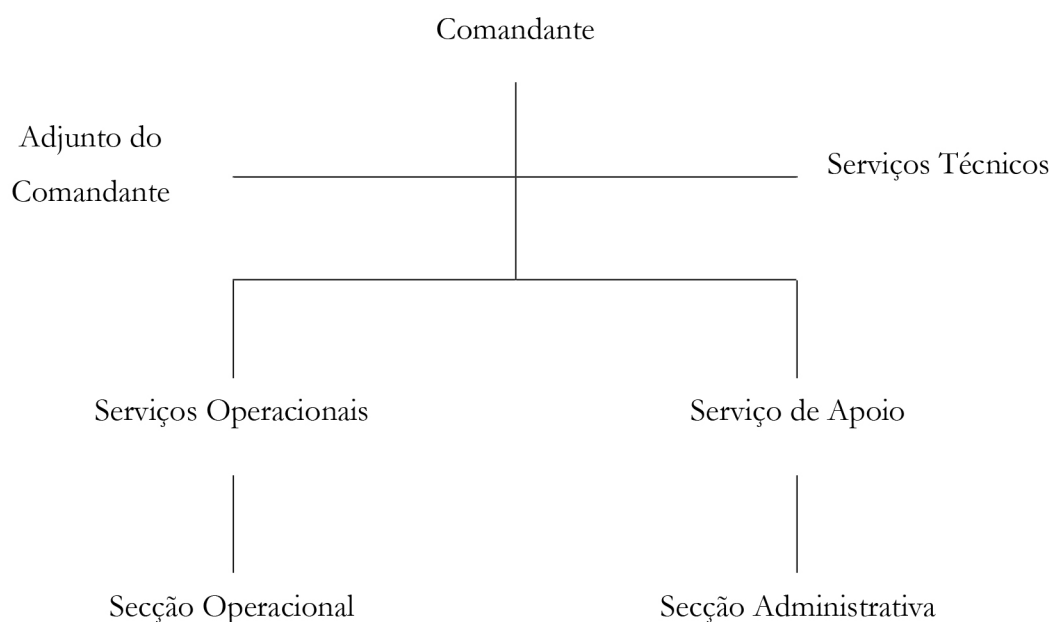 Comandante
Adjunto do
Comandante
Serviços Técnicos
Serviços Operacionais
Serviço de Apoio
Secção Operacional
Secção Administrativa